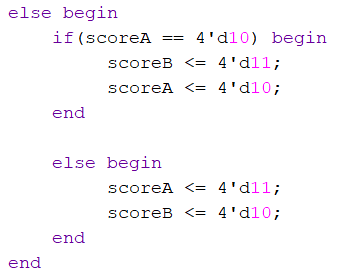 else begin
    if(scoreA == 4'd10) begin
         scoreB <= 4'd11;
         scoreA <= 4'd10;
    end

    else begin
         scoreA <= 4'd11;
         scoreB <= 4'd10;
    end
end